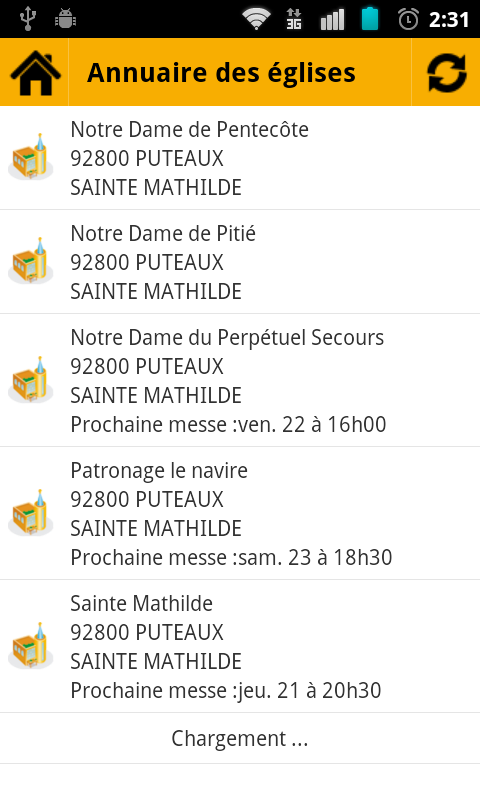 3G
2:31
Annuaire des églises
Notre Dame de Pentecôte
92800 PUTEAUX
SAINTE MATHILDE
Notre Dame de Pitié
92800 PUTEAUX
SAINTE MATHILDE
Notre Dame du Perpétuel Secours
92800 PUTEAUX
SAINTE MATHILDE
Prochaine messe :ven. 22 à 16h00
Patronage le navire
92800 PUTEAUX
SAINTE MATHILDE
Prochaine messe :sam. 23 à 18h30
Sainte Mathilde
92800 PUTEAUX
SAINTE MATHILDE
Prochaine messe :jeu. 21 à 20h30
Chargement ...